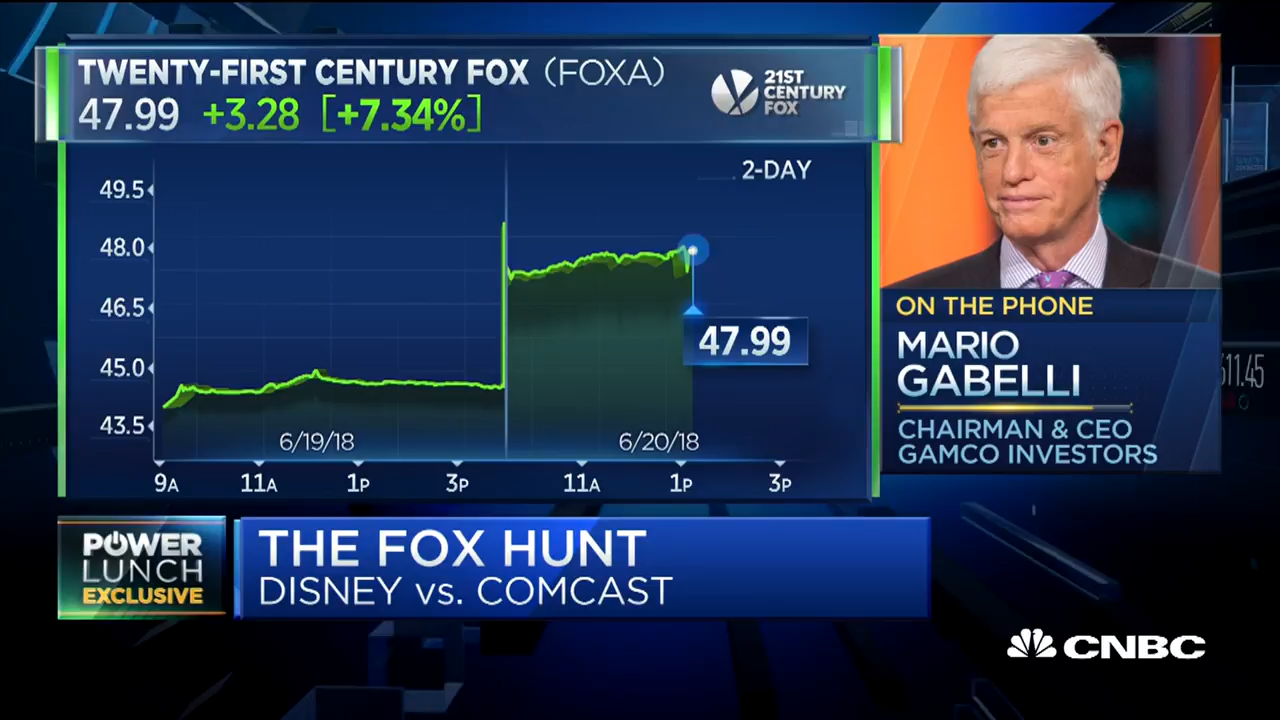 TWENTY-FIRST CENTURY FOX (FOXA)
47.99 +3.28 [+7.34%]
21ST
CENTURY
FOX
2-DAY
49.5
48.0
46.5
45.0
43.5
47.99
6/19/18 6/20/18
9A 11A 1P 3P 11A 1P 3P
ON THE PHONE
MARIO
GABELLI
CHAIRMAN & CEO
GAMCO INVESTORS
POWER
LUNCH
EXCLUSIVE
THE FOX HUNT
DISNEY vs. COMCAST
CNBC